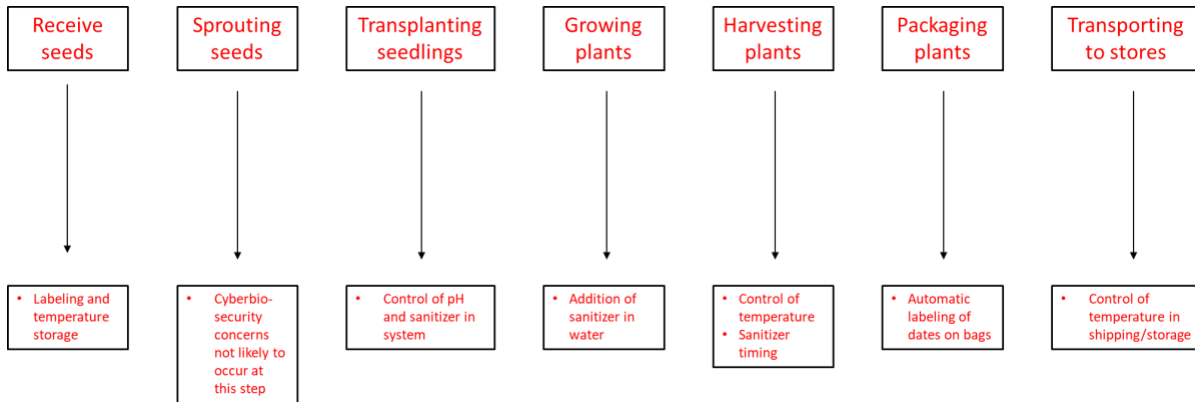 Receive
seeds
Sprouting
seeds
Transplanting
seedlings
Growing
plants
Harvesting
plants
Packaging
plants
Transporting
to stores
• Labeling and
temperature
storage
• Cyberbio-
security
concerns
not likely to
occur at
this step
• Control of pH
and sanitizer in
system
• Addition of
sanitizer in
water
• Control of
temperature
• Sanitizer
timing
• Automatic
labeling of
dates on bags
• Control of
temperature in
shipping/storage